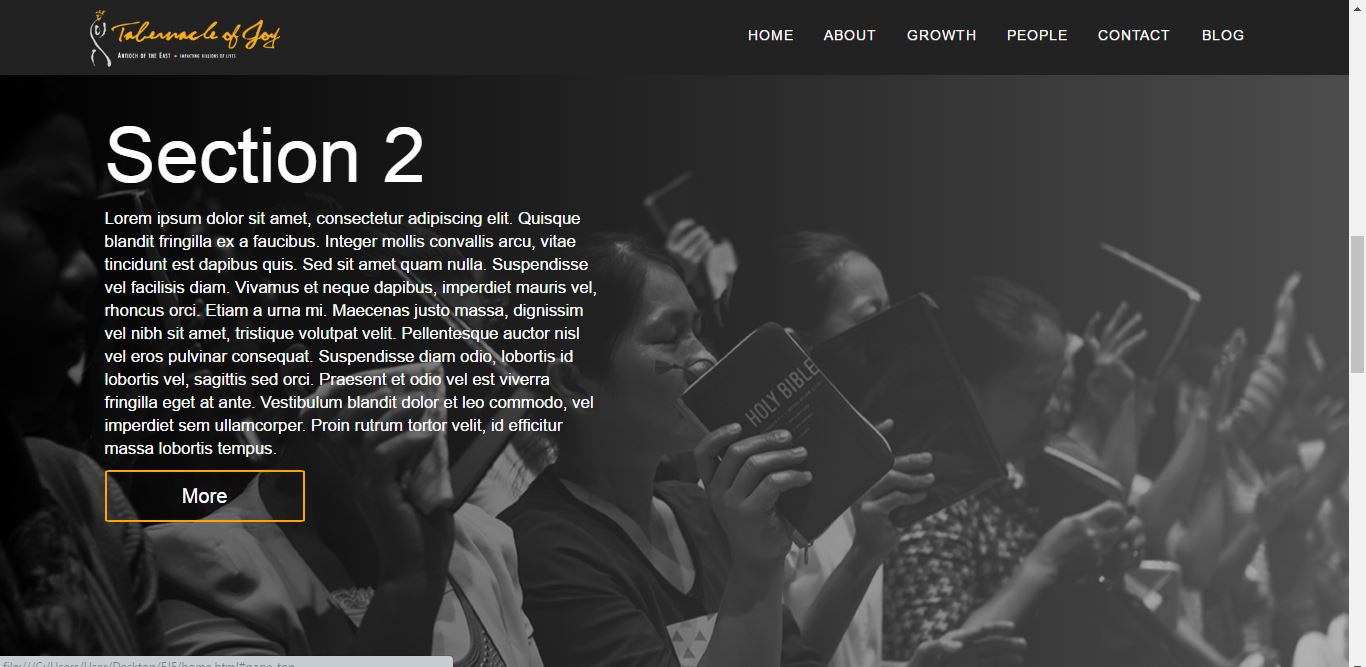 Tabernacle of Joy
ANTIOCH OF THE EAST • IMPACTING BILLIONS OF LIVES
HOME ABOUT GROWTH PEOPLE CONTACT BLOG
Section 2
Lorem ipsum dolor sit amet, consectetur adipiscing elit. Quisque
blandit fringilla ex a faucibus. Integer mollis convallis arcu, vitae
tincidunt est dapibus quis. Sed sit amet quam nulla. Suspendisse
vel facilisis diam. Vivamus et neque dapibus, imperdiet mauris vel,
rhoncus orci. Etiam a urna mi. Maecenas justo massa, dignissim
vel nibh sit amet, tristique volutpat velit. Pellentesque auctor nisl
vel eros pulvinar consequat. Suspendisse diam odio, lobortis id
lobortis vel, sagittis sed orci. Praesent et odio vel est viverra
fringilla eget at ante. Vestibulum blandit dolor et leo commodo, vel
imperdiet sem ullamcorper. Proin rutrum tortor velit, id efficitur
massa lobortis tempus.
More
HOLY BIBLE